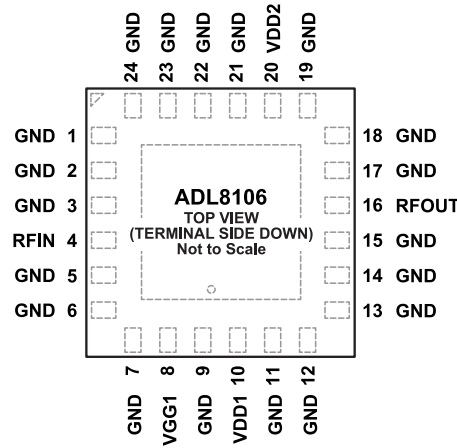 24 GND
23 GND
22 GND
21 GND
20 VDD2
19 GND
GND 1
GND 2
GND 3
RFIN 4
GND 5
GND 6
ADL8106
TOP VIEW
(TERMINAL SIDE DOWN)
Not to Scale
18 GND
17 GND
16 RFOUT
15 GND
14 GND
13 GND
GND 7
VGG1 8
GND 9
VDD1 10
GND 11
GND 12